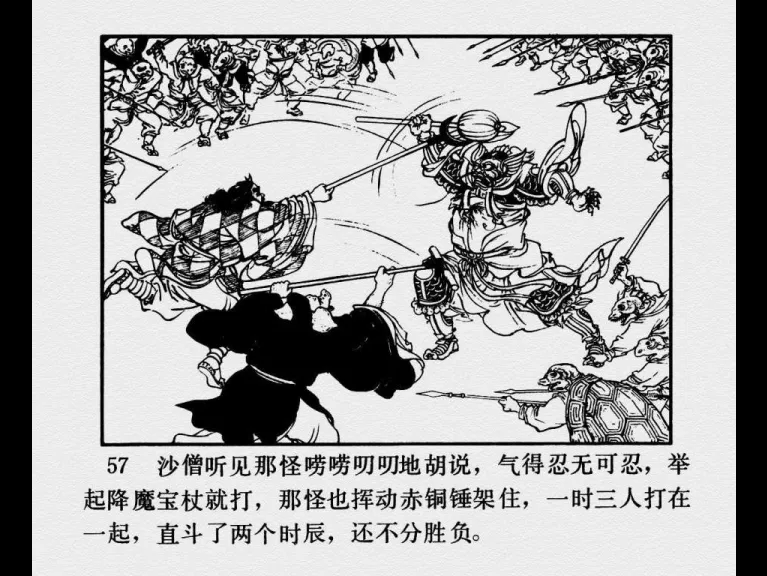 57 沙僧听见那怪唠唠叨叨地胡说，气得忍无可忍，举
起降魔宝杖就打，那怪也挥动赤铜锤架住，一时三人打在
一起，直斗了两个时辰，还不分胜负。